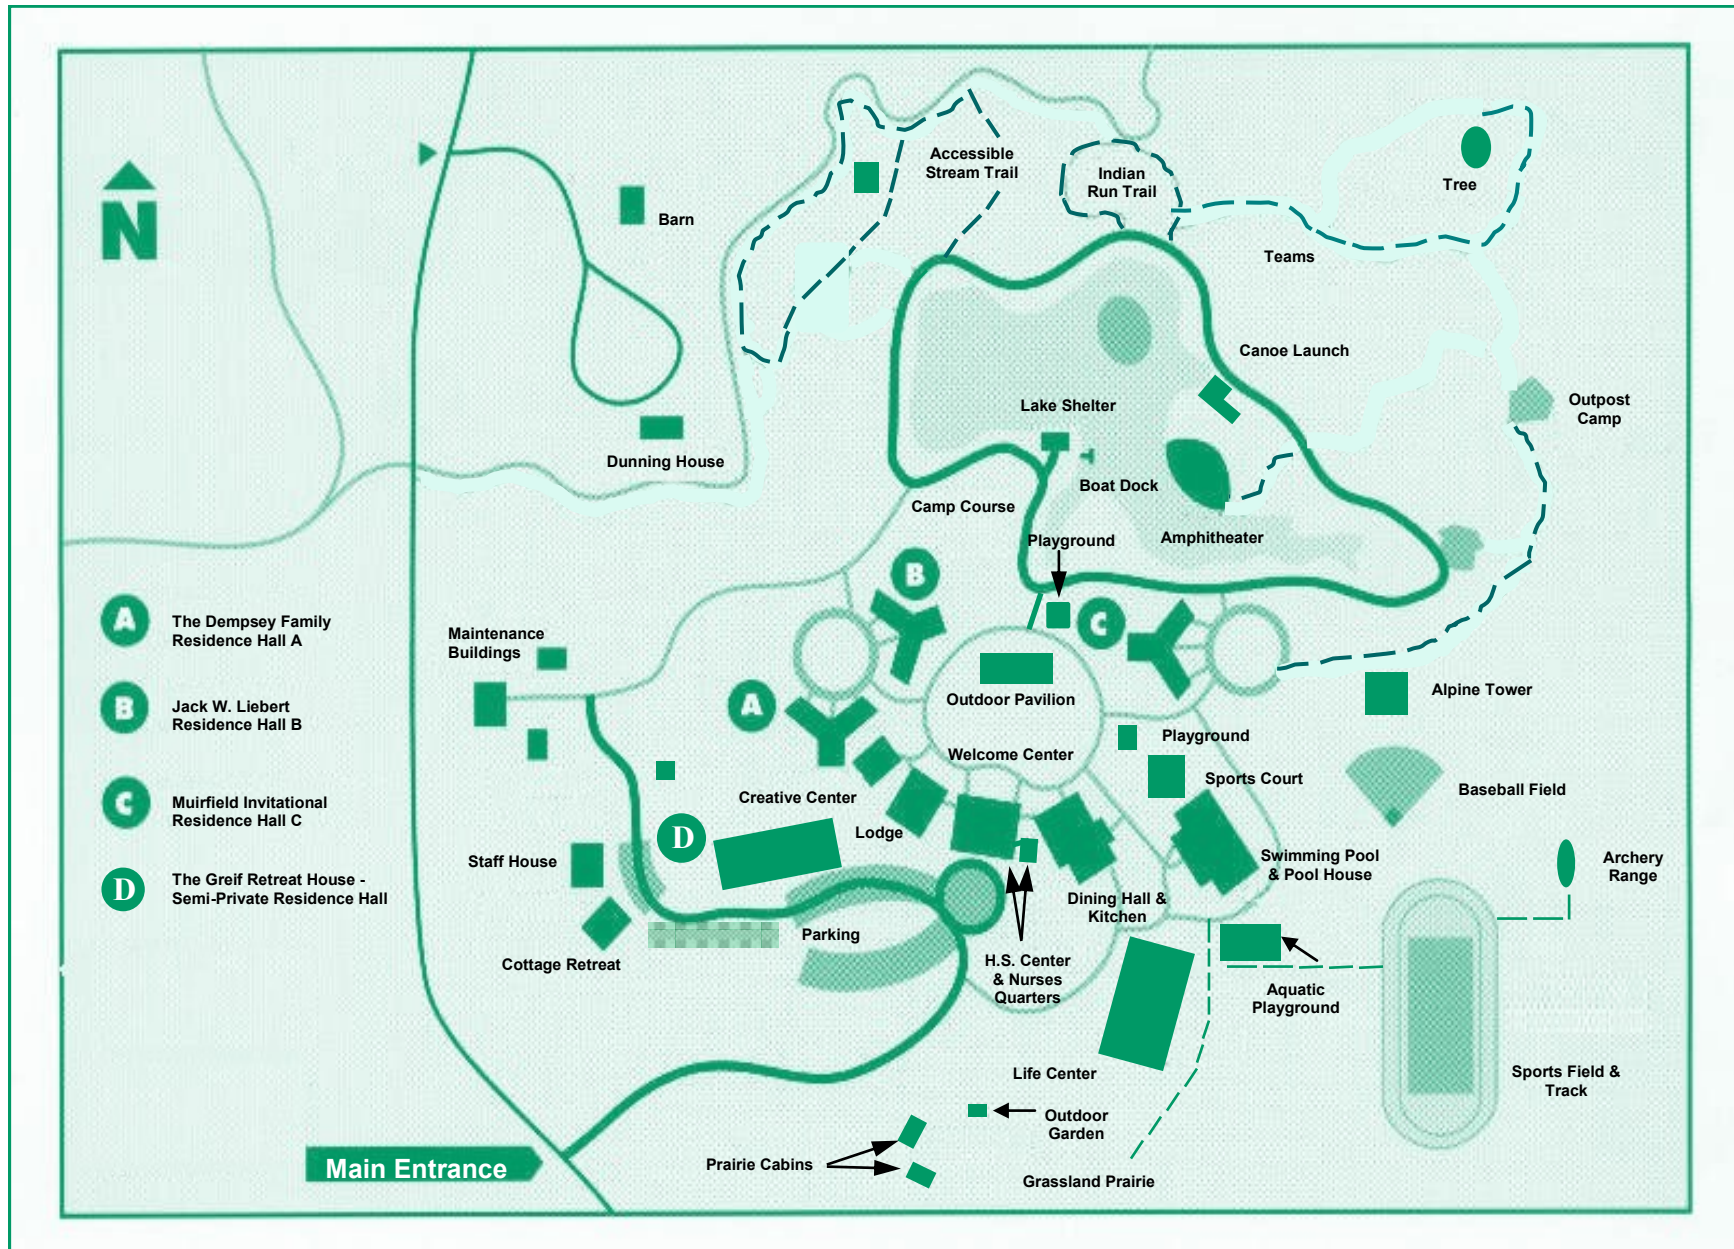 Accessible
Stream Trail
Indian
Run Trail
Tree
N
Barn
Teams
Canoe Launch
Lake Shelter
Outpost
Camp
Dunning House
Boat Dock
Camp Course
Amphitheater
Playground
B
A
The Dempsey Family
Residence Hall A
C
Maintenance
Buildings
B
Jack W. Liebert
Residence Hall B
A
Outdoor Pavilion
Alpine Tower
Playground
Welcome Center
Sports Court
Baseball Field
Creative Center
C
Muirfield Invitational
Residence Hall C
D
Lodge
Staff House
Swimming Pool
& Pool House
Archery
Range
D
The Greif Retreat House -
Semi-Private Residence Hall
Dining Hall &
Kitchen
Parking
Cottage Retreat
H.S. Center
& Nurses
Quarters
Aquatic
Playground
Life Center
Sports Field &
Track
Outdoor
Garden
Main Entrance
Prairie Cabins
Grassland Prairie